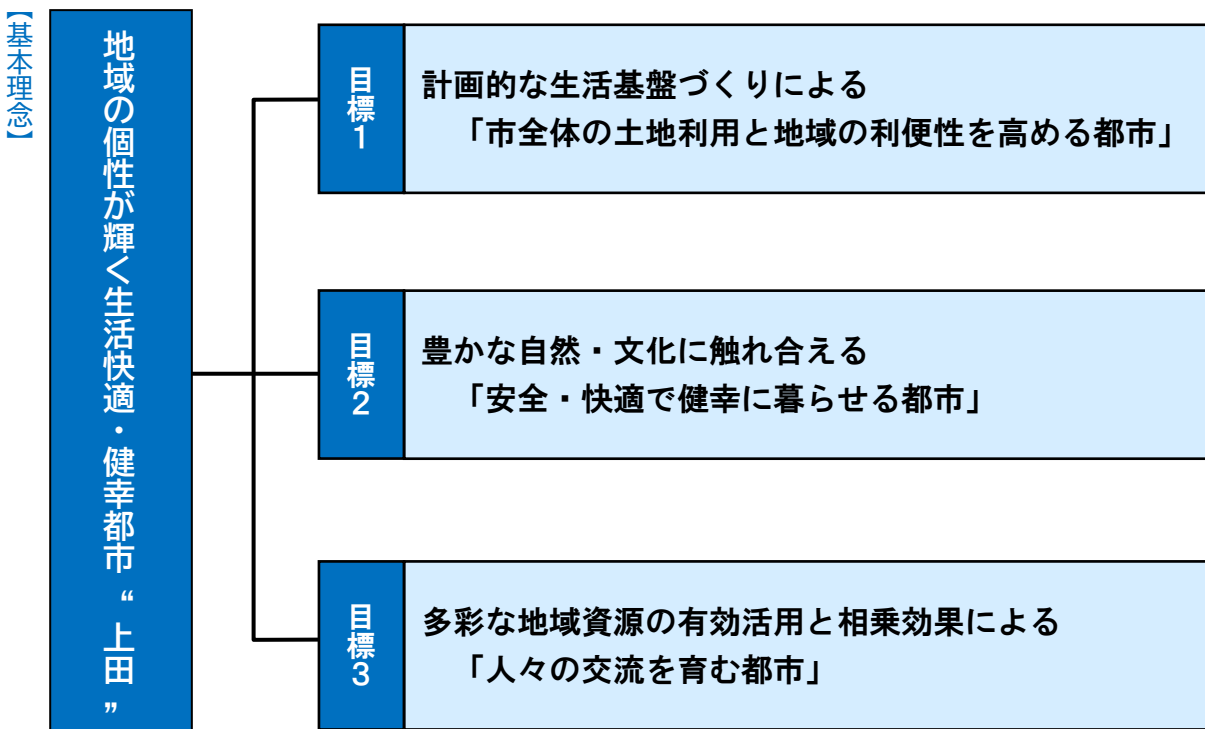 【基本理念】
地域の個性が輝く生活快適・健幸都市“上田”
目標1
計画的な生活基盤づくりによる
「市全体の土地利用と地域の利便性を高める都市」
目標2
豊かな自然・文化に触れ合える
「安全・快適で健幸に暮らせる都市」
目標3
多彩な地域資源の有効活用と相乗効果による
「人々の交流を育む都市」